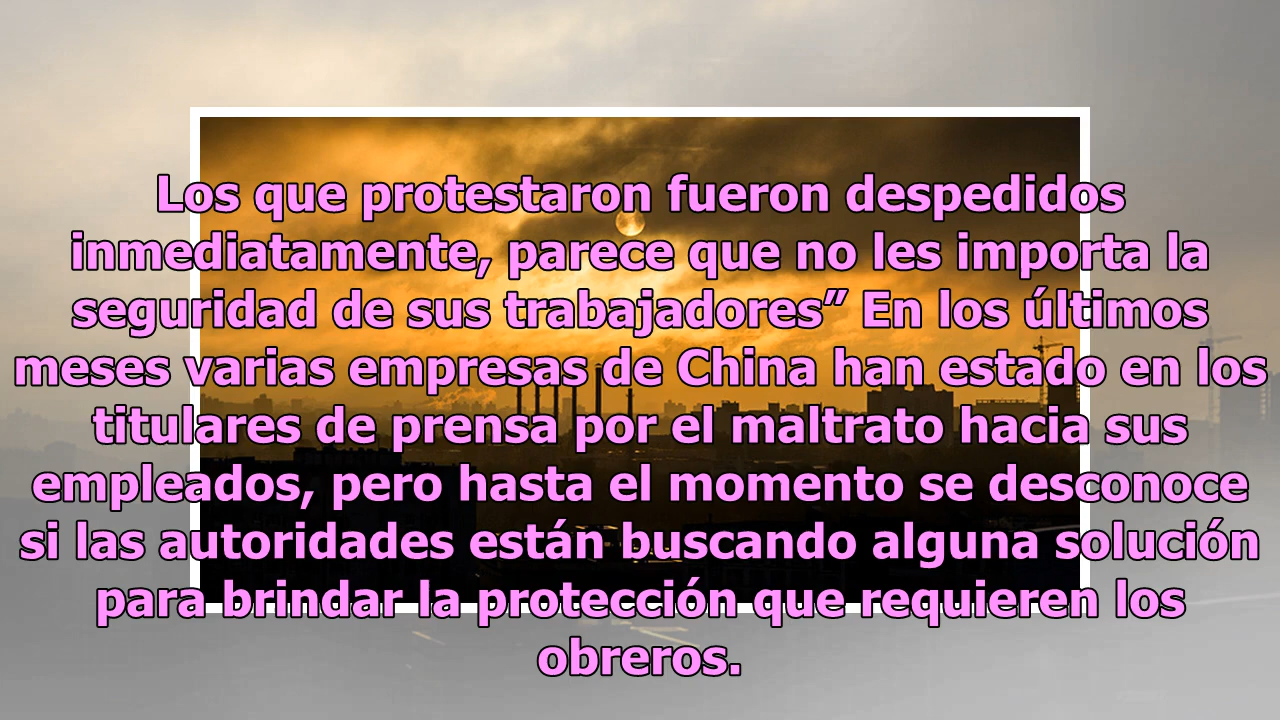 Los que protestaron fueron despedidos
inmediatamente, parece que no les importa la
seguridad de sus trabajadores” En los últimos
meses varias empresas de China han estado en los
titulares de prensa por el maltrato hacia sus
empleados, pero hasta el momento se desconoce
si las autoridades están buscando alguna solución
para brindar la protección que requieren los
obreros.